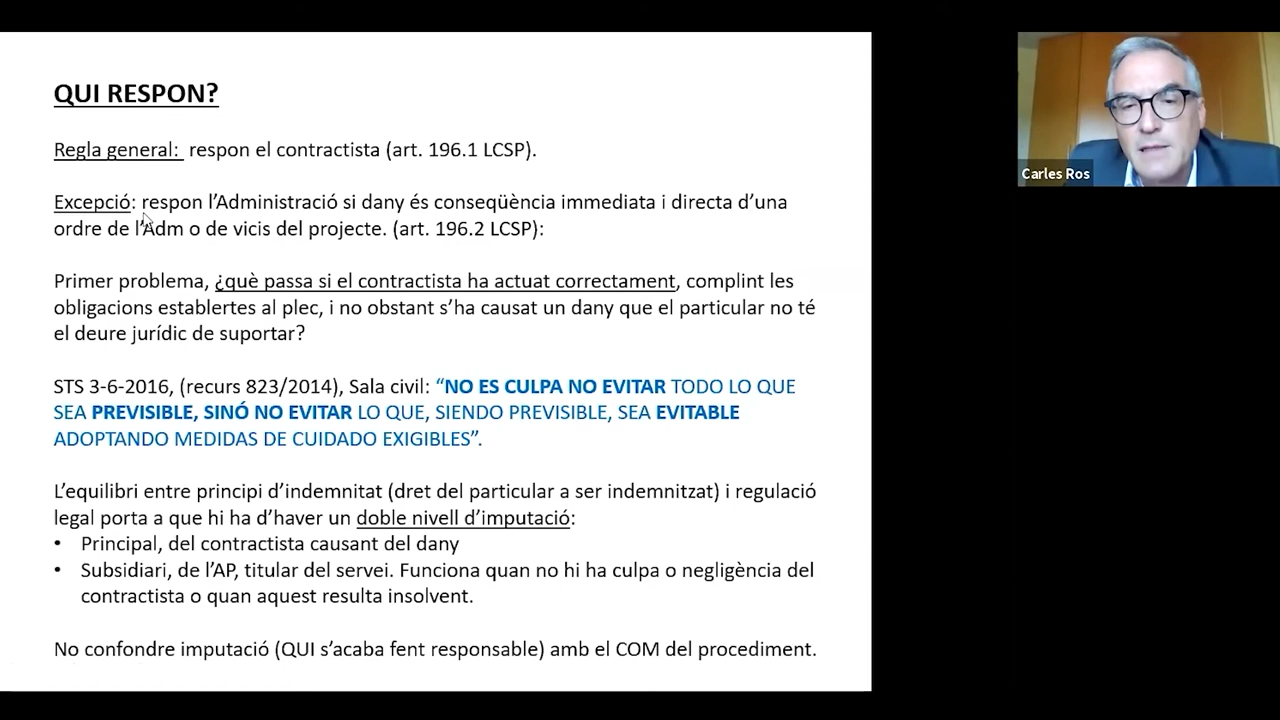 QUI RESPON?
Regla general: respon el contractista (art. 196.1 LCSP).
Excepció: respon l’Administració si dany és conseqüència immediata i directa d’una
ordre de l’Adm o de vicis del projecte. (art. 196.2 LCSP):
Primer problema, ¿què passa si el contractista ha actuat correctament, complint les
obligacions establertes al plec, i no obstant s’ha causat un dany que el particular no té
el deure jurídic de suportar?
STS 3-6-2016, (recurs 823/2014), Sala civil: “NO ES CULPA NO EVITAR TODO LO QUE
SEA PREVISIBLE, SINÓ NO EVITAR LO QUE, SIENDO PREVISIBLE, SEA EVITABLE
ADOPTANDO MEDIDAS DE CUIDADO EXIGIBLES”.
L’equilibri entre principi d’indemnitat (dret del particular a ser indemnitzat) i regulació
legal porta a que hi ha d’haver un doble nivell d’imputació:
• Principal, del contractista causant del dany
• Subsidiari, de l’AP, titular del servei. Funciona quan no hi ha culpa o negligència del
contractista o quan aquest resulta insolvent.
No confondre imputació (QUI s’acaba fent responsable) amb el COM del procediment.
Carles Ros